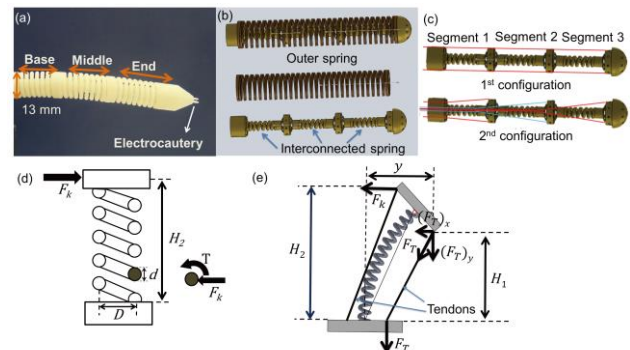 (a)
Base Middle End
13 mm
Electrocautery
(b)
Outer spring
Interconnected spring
(c)
Segment 1 Segment 2 Segment 3
1st configuration
2nd configuration
(d)
Fk
H2
d
D
T
Fk
(e)
y
Fk
(FT)x
FT
(FT)y
H2
H1
Tendons
FT